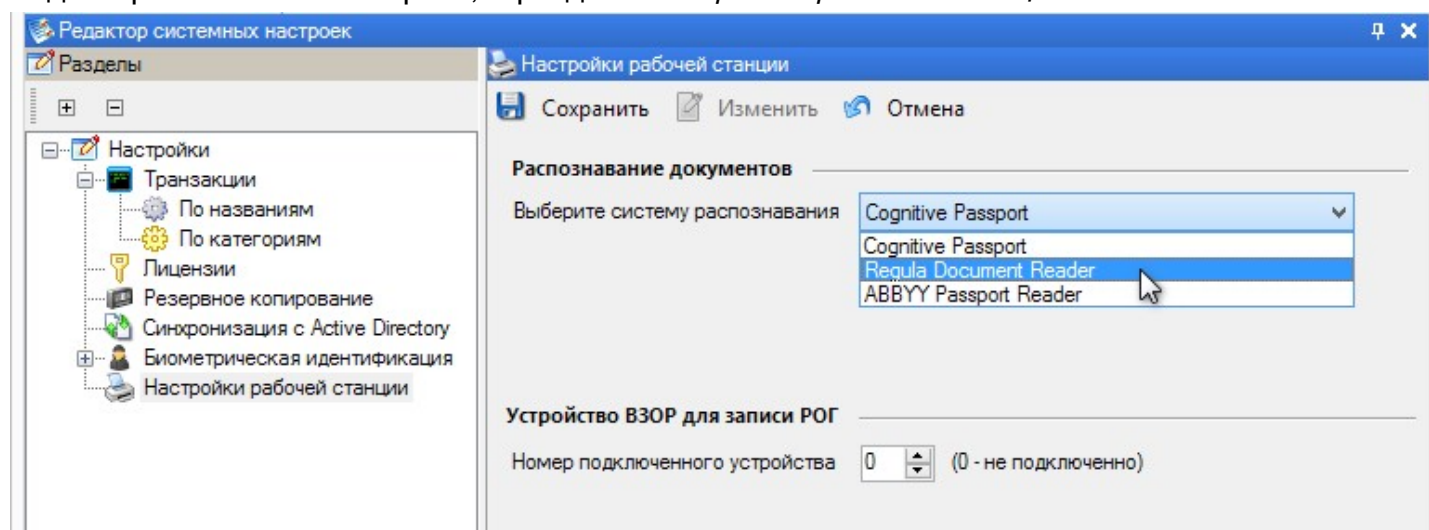 Редактор системных настроек
Разделы
Настройки рабочей станции
Сохранить Изменить Отмена
Настройки
Транзакции
По названиям
По категориям
Лицензии
Резервное копирование
Синхронизация с Active Directory
Биометрическая идентификация
Настройки рабочей станции
Распознавание документов
Выберите систему распознавания Cognitive Passport
Cognitive Passport
Regula Document Reader
ABBYY Passport Reader
Устройство ВЗОР для записи РОГ
Номер подключенного устройства 0 (0 - не подключенно)